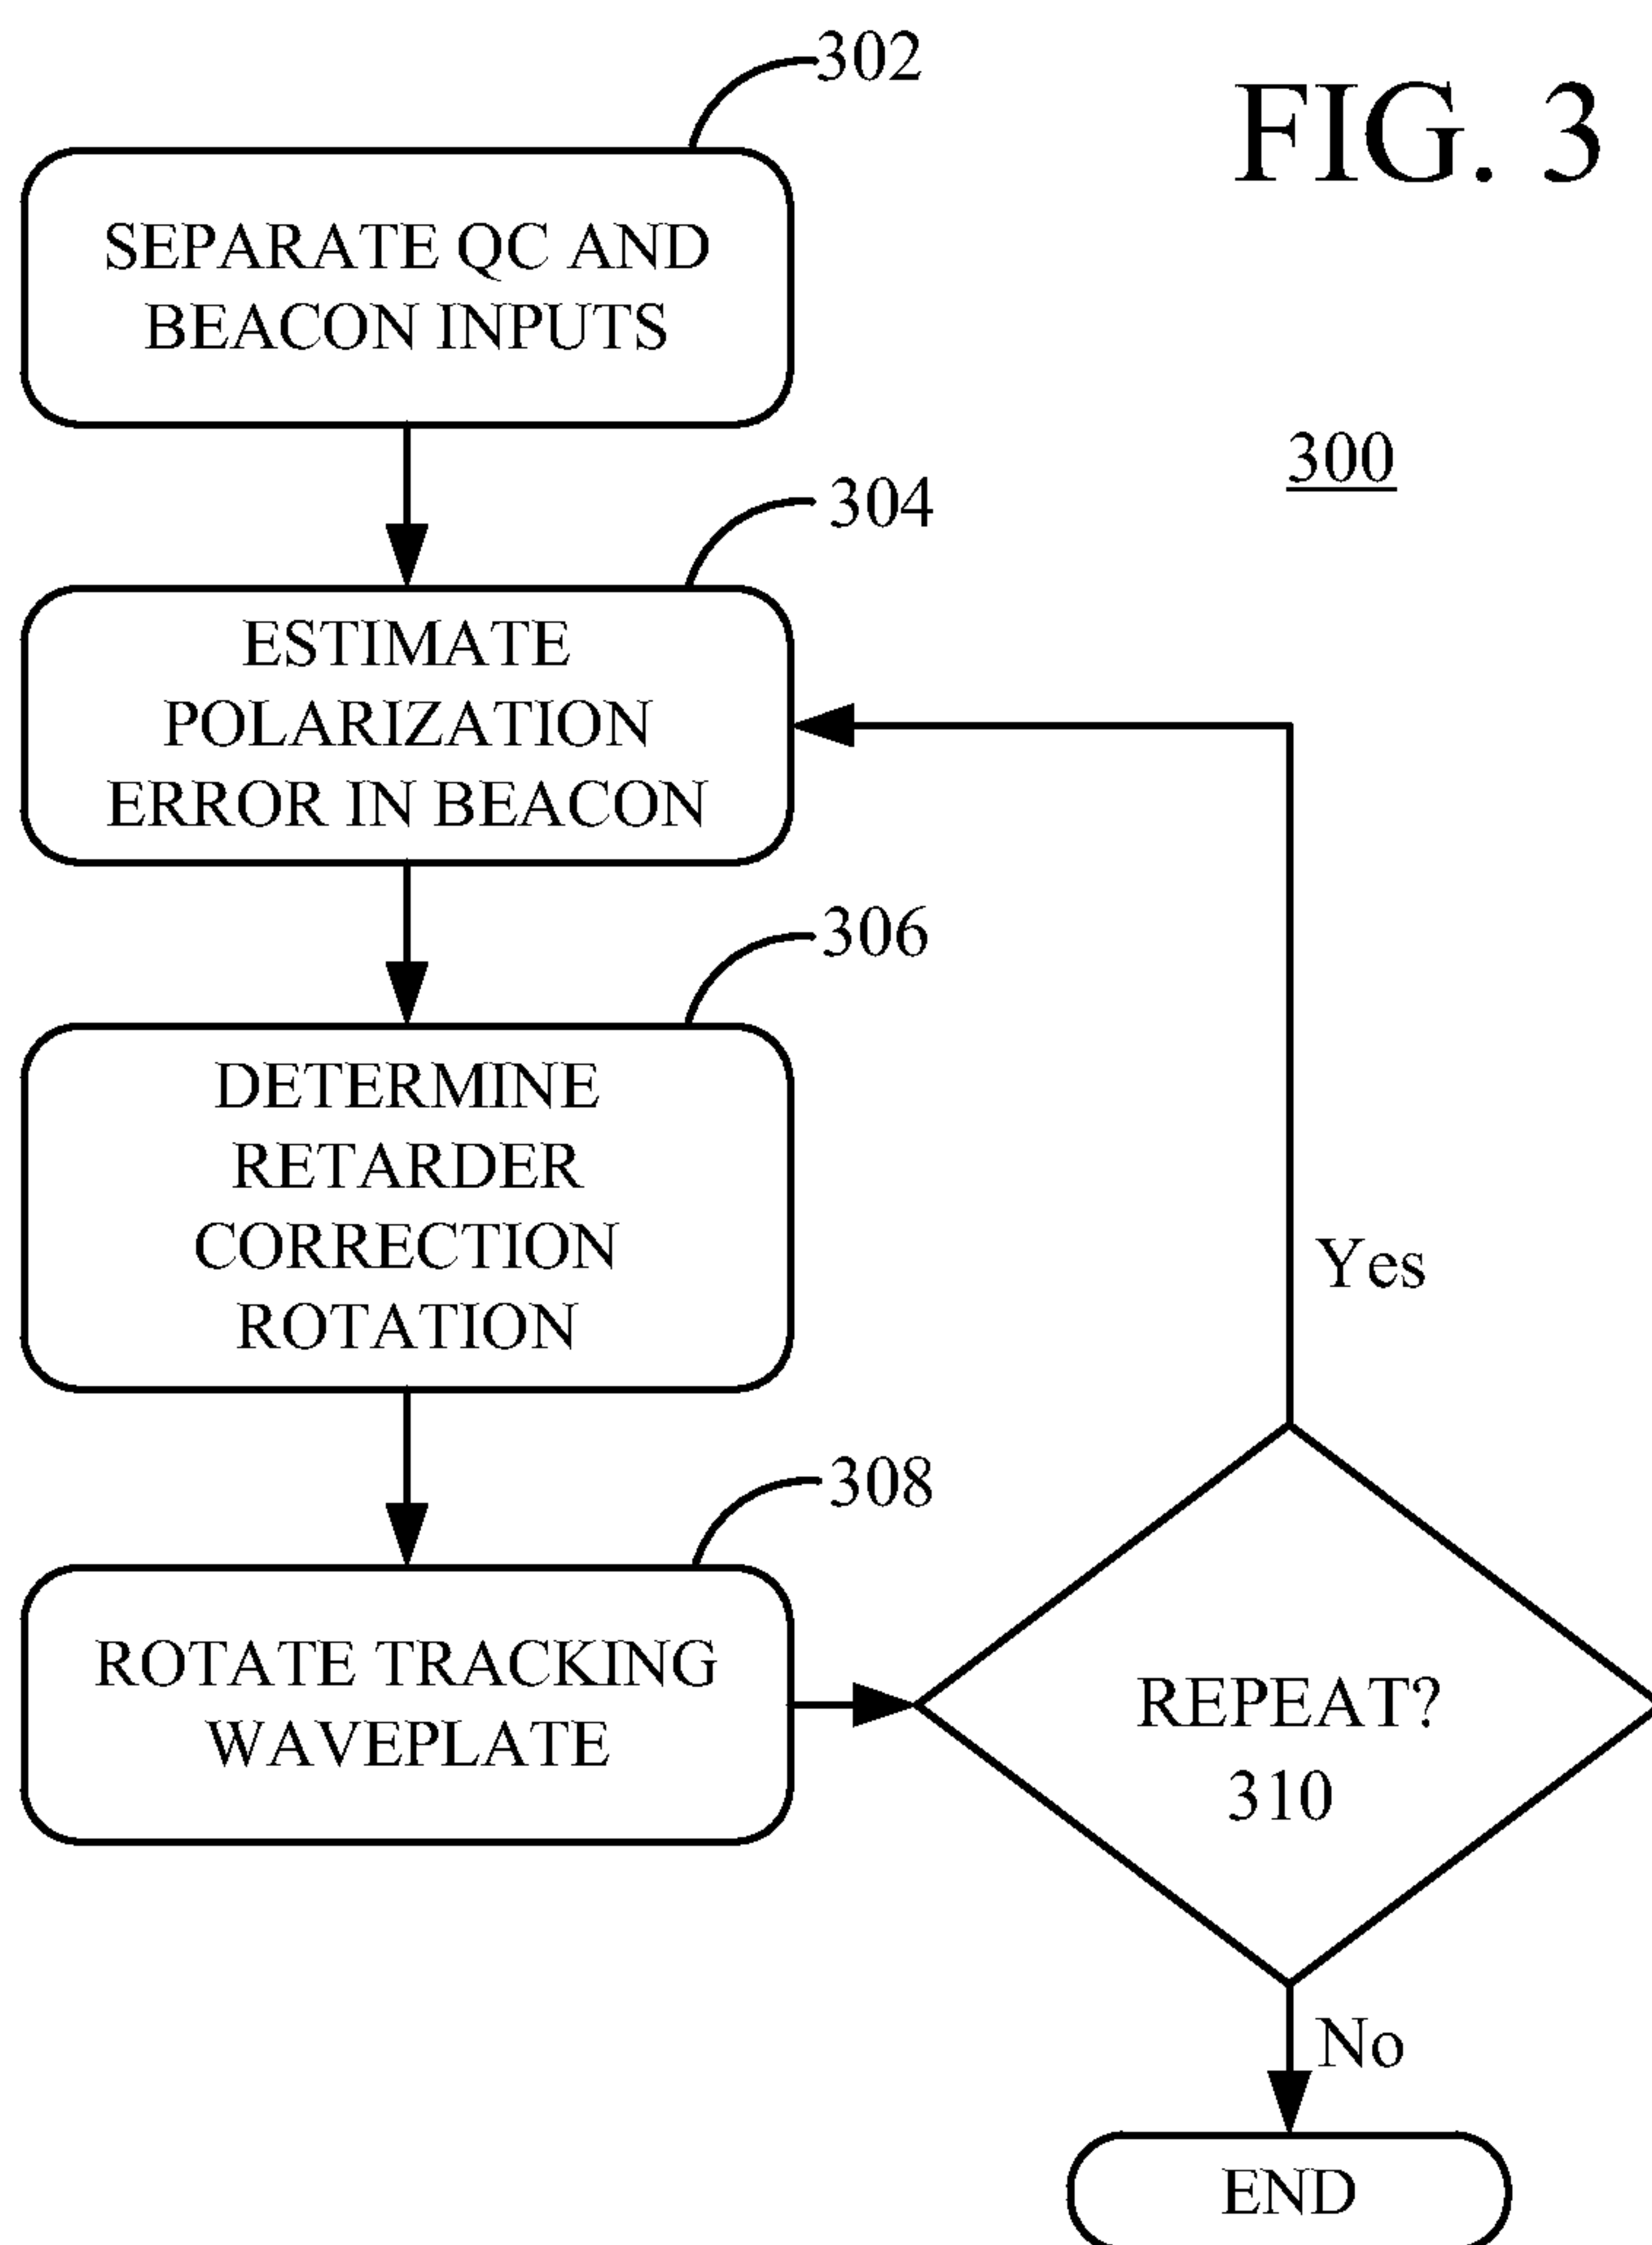 302
FIG. 3
SEPARATE QC AND
BEACON INPUTS
300
304
ESTIMATE
POLARIZATION
ERROR IN BEACON
306
DETERMINE
RETARDER
CORRECTION
ROTATION
Yes
308
ROTATE TRACKING
WAVEPLATE
REPEAT?
310
No
END